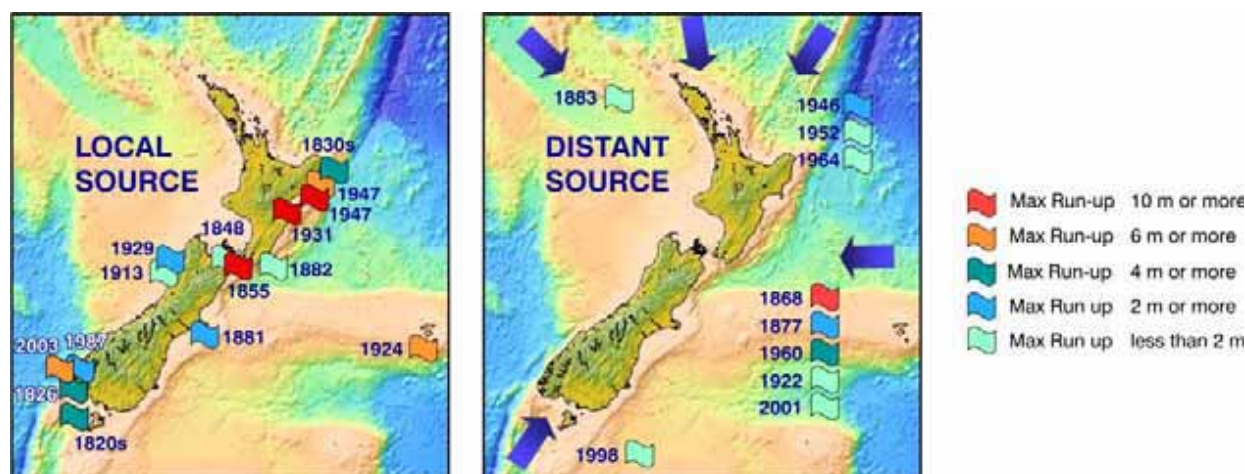 LOCAL
SOURCE
1830s
1947
1947
1931
1848
1929
1913
1882
1855
1881
2003
1987
1924
1826
1820s
DISTANT
SOURCE
1883
1946
1952
1964
1868
1877
1960
1922
2001
1998
Max Run-up 10 m or more
Max Run-up 6 m or more
Max Run-up 4 m or more
Max Run up 2 m or more
Max Run up less than 2 m